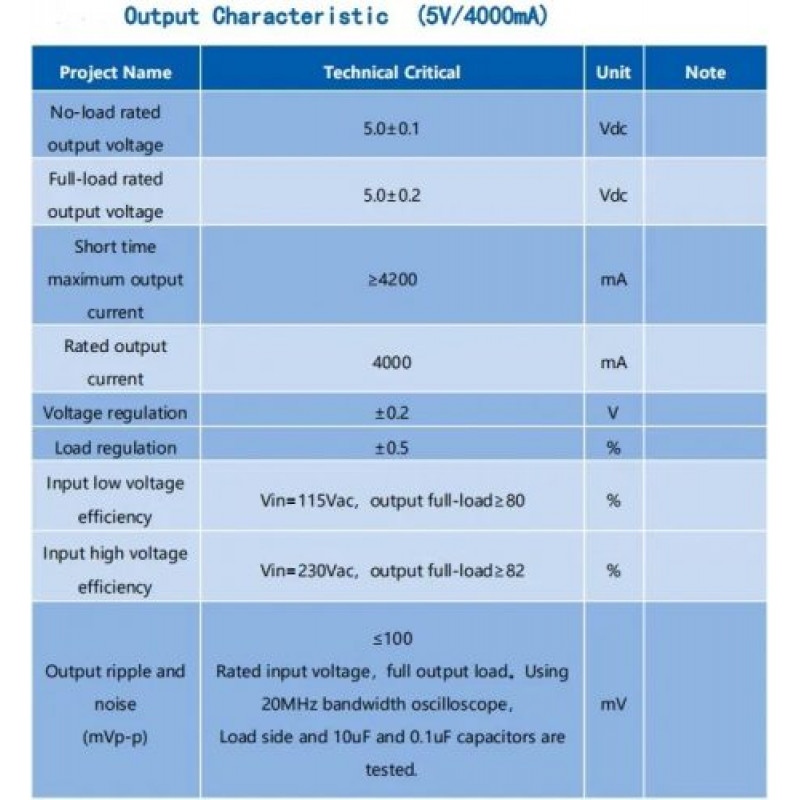 Output Characteristic (5V/4000mA)
Project Name Technical Critical Unit Note
No-load rated
output voltage
5.0±0.1 Vdc
Full-load rated
output voltage
5.0±0.2 Vdc
Short time
maximum output
current
≥4200 mA
Rated output
current
4000 mA
Voltage regulation ±0.2 V
Load regulation ±0.5 %
Input low voltage
efficiency
Vin=115Vac, output full-load≥80 %
Input high voltage
efficiency
Vin=230Vac, output full-load≥82 %
Output ripple and
noise
(mVp-p)
≤100
Rated input voltage, full output load。Using
20MHz bandwidth oscilloscope,
Load side and 10uF and 0.1uF capacitors are
tested.
mV